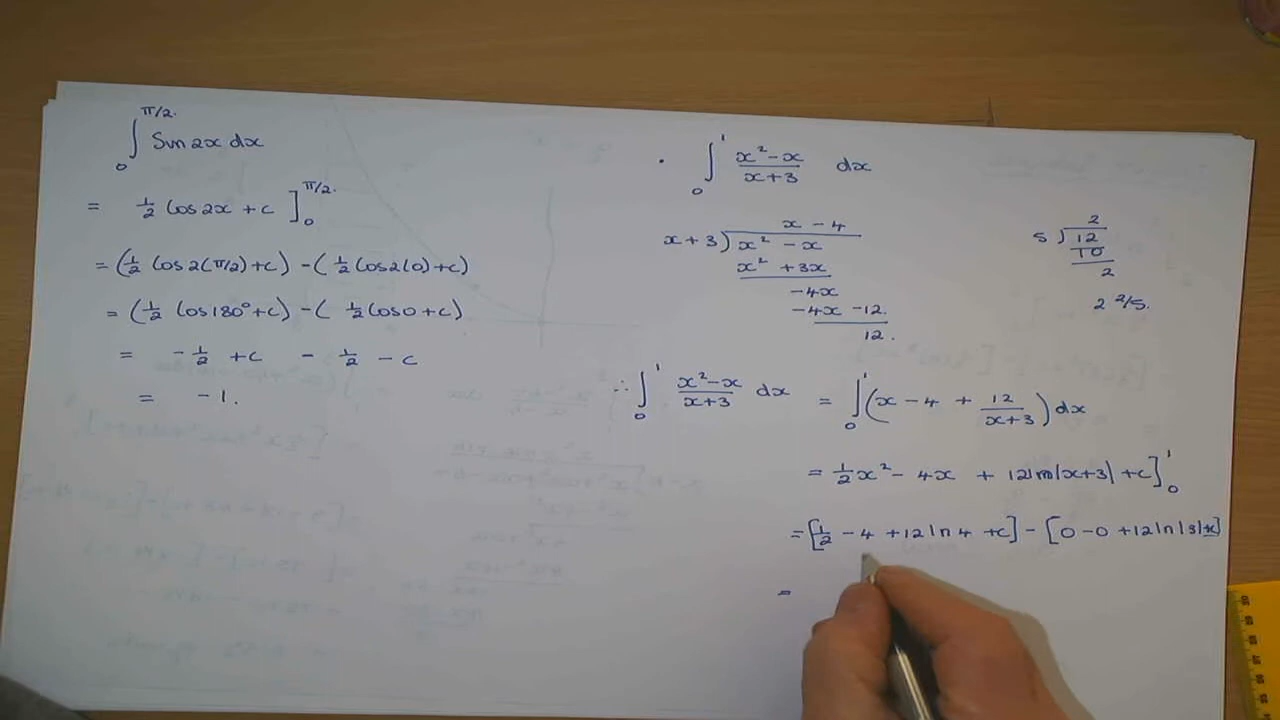 ∫₀^π/2. Sin 2x dx
= ½ Cos 2x + c ]₀^π/2.
= (½ Cos 2(π/2) + c) - (½ Cos 2(0) + c)
= (½ Cos 180° + c) - (½ Cos 0 + c)
= -½ + c - ½ - c
= -1.
· ∫₀¹ (x² - x)/(x + 3) dx
x - 4
x + 3 ) x² - x
x² + 3x
-4x
-4x - 12.
12.
2
5 ) 12
10
2
2 2/5.
∴ ∫₀¹ (x² - x)/(x + 3) dx = ∫₀¹ (x - 4 + 12/(x + 3)) dx
= ½x² - 4x + 12 ln|x+3| + c ]₀¹
= [½ - 4 + 12 ln 4 + c] - [0 - 0 + 12 ln|3| + c]
=